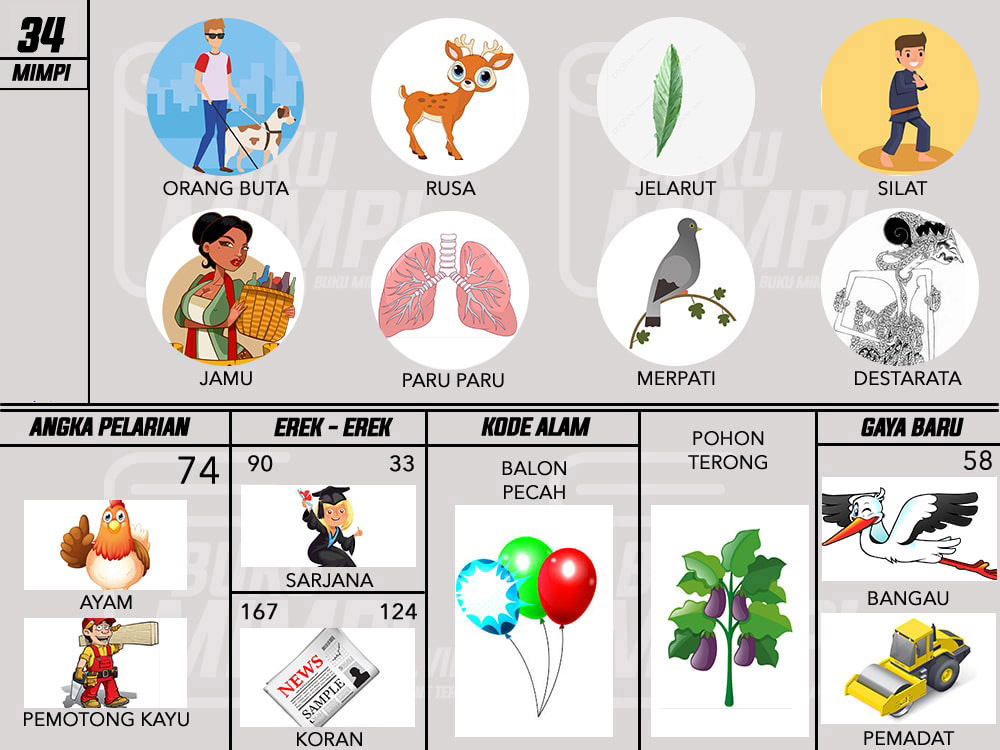 34
MIMPI
ORANG BUTA
RUSA
JELARUT
SILAT
JAMU
PARU PARU
MERPATI
DESTARATA
ANGKA PELARIAN
74
AYAM
PEMOTONG KAYU
EREK - EREK
90 33
SARJANA
167 124
NEWS
SAMPLE
KORAN
KODE ALAM
BALON
PECAH
POHON
TERONG
GAYA BARU
58
BANGAU
PEMADAT